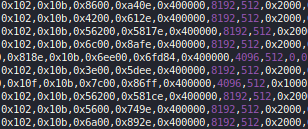 0x102,0x10b,0x8600,0xa40e,0x400000,8192,512,0x2000,
0x102,0x10b,0x4200,0x612e,0x400000,8192,512,0x2000,
0x102,0x10b,0x56200,0x5817e,0x400000,8192,512,0x200
0x102,0x10b,0x6c00,0x8afe,0x400000,8192,512,0x2000,
0x818e,0x10b,0x6ee00,0x6fd84,0x400000,4096,512,0,0
0x102,0x10b,0x3e00,0x5dee,0x400000,8192,512,0x2000,
0x10f,0x10b,0x7c00,0x86ff,0x400000,4096,512,0x1000
0x102,0x10b,0x56200,0x581ce,0x400000,8192,512,0x200
0x102,0x10b,0x5600,0x749e,0x400000,8192,512,0x2000,
0x102,0x10b,0x6a00,0x892e,0x400000,8192,512,0x2000,